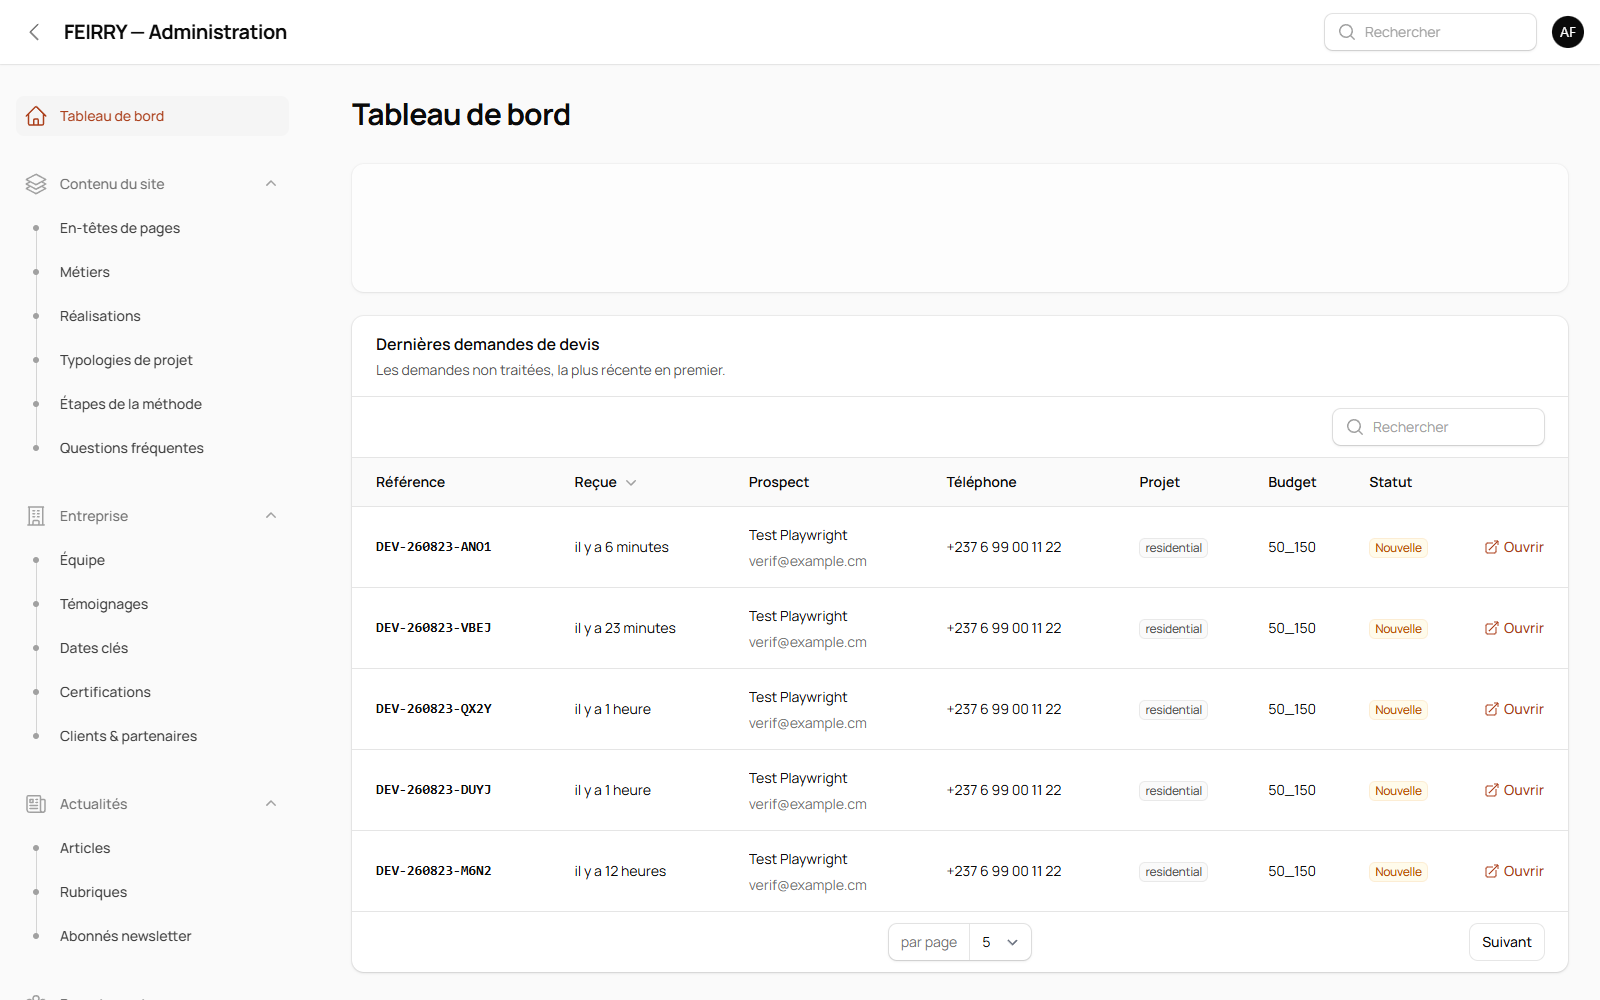 FEIRRY — Administration
Rechercher
AF
Tableau de bord
Contenu du site
En-têtes de pages
Métiers
Réalisations
Typologies de projet
Étapes de la méthode
Questions fréquentes
Entreprise
Équipe
Témoignages
Dates clés
Certifications
Clients & partenaires
Actualités
Articles
Rubriques
Abonnés newsletter
Tableau de bord
Dernières demandes de devis
Les demandes non traitées, la plus récente en premier.
Rechercher
Référence Reçue Prospect Téléphone Projet Budget Statut
DEV-260823-ANO1 il y a 6 minutes Test Playwright +237 6 99 00 11 22 residential 50_150 Nouvelle Ouvrir
verif@example.cm
DEV-260823-VBEJ il y a 23 minutes Test Playwright +237 6 99 00 11 22 residential 50_150 Nouvelle Ouvrir
verif@example.cm
DEV-260823-QX2Y il y a 1 heure Test Playwright +237 6 99 00 11 22 residential 50_150 Nouvelle Ouvrir
verif@example.cm
DEV-260823-DUYJ il y a 1 heure Test Playwright +237 6 99 00 11 22 residential 50_150 Nouvelle Ouvrir
verif@example.cm
DEV-260823-M6N2 il y a 12 heures Test Playwright +237 6 99 00 11 22 residential 50_150 Nouvelle Ouvrir
verif@example.cm
par page 5
Suivant